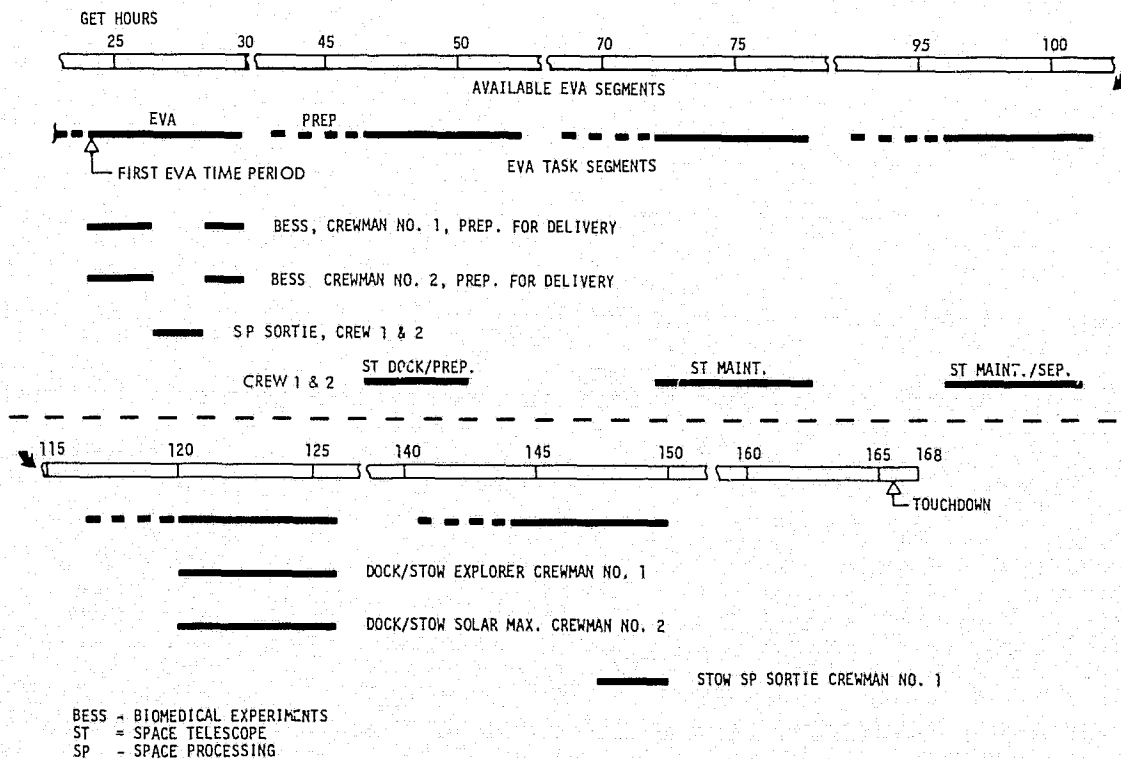 GET HOURS
25 30 45 50 70 75 95 100
AVAILABLE EVA SEGMENTS
EVA PREP
FIRST EVA TIME PERIOD
EVA TASK SEGMENTS
BESS, CREWMAN NO. 1, PREP. FOR DELIVERY
BESS CREWMAN NO. 2, PREP. FOR DELIVERY
SP SORTIE, CREW 1 & 2
CREW 1 & 2 ST DOCK/PREP. ST MAINT. ST MAINT./SEP.
115 120 125 140 145 150 160 165 168
TOUCHDOWN
DOCK/STOW EXPLORER CREWMAN NO. 1
DOCK/STOW SOLAR MAX. CREWMAN NO. 2
STOW SP SORTIE CREWMAN NO. 1
BESS - BIOMEDICAL EXPERIMENTS
ST = SPACE TELESCOPE
SP - SPACE PROCESSING